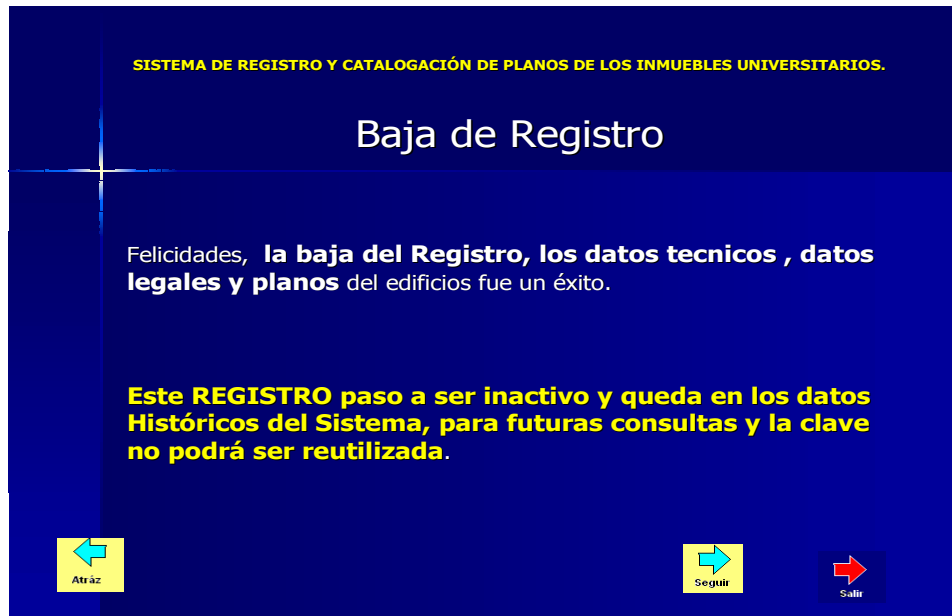 SISTEMA DE REGISTRO Y CATALOGACIÓN DE PLANOS DE LOS INMUEBLES UNIVERSITARIOS.
Baja de Registro
Felicidades, la baja del Registro, los datos tecnicos , datos
legales y planos del edificios fue un éxito.
Este REGISTRO paso a ser inactivo y queda en los datos
Históricos del Sistema, para futuras consultas y la clave
no podrá ser reutilizada.
Atráz
Seguir
Salir